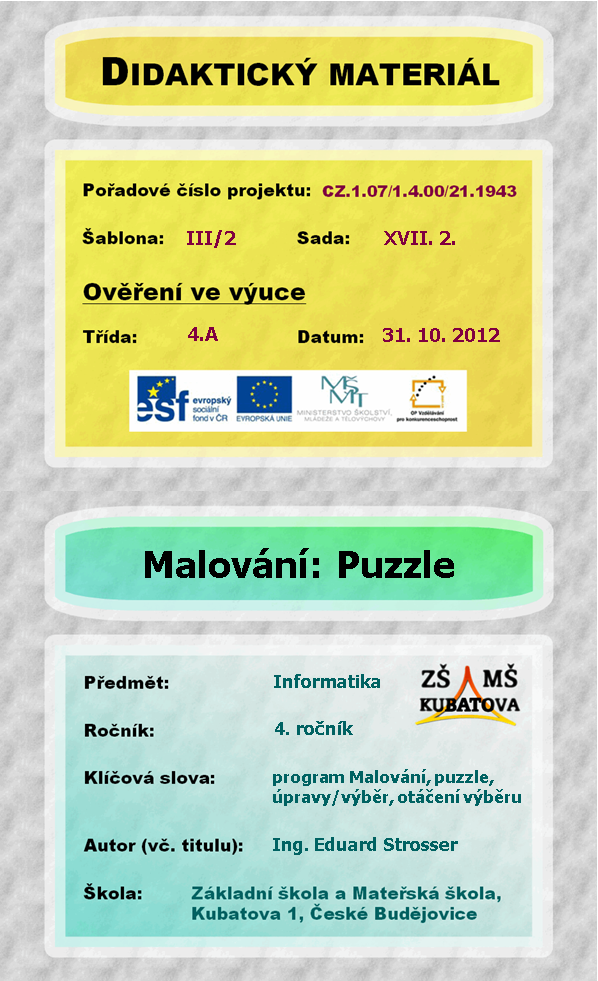 DIDAKTICKÝ MATERIÁL
Pořadové číslo projektu: CZ.1.07/1.4.00/21.1943
Šablona: III/2 Sada: XVII. 2.
Ověření ve výuce
Třída: 4.A Datum: 31. 10. 2012
esf evropský sociální fond v ČR
EVROPSKÁ UNIE
MŠMT
MINISTERSTVO ŠKOLSTVÍ,
MLÁDEŽE A TĚLOVÝCHOVY
OP Vzdělávání
pro konkurenceschopnost
Malování: Puzzle
Předmět: Informatika
ZŠ MŠ
KUBATOVA
Ročník: 4. ročník
Klíčová slova: program Malování, puzzle,
úpravy/výběr, otáčení výběru
Autor (vč. titulu): Ing. Eduard Strosser
Škola: Základní škola a Mateřská škola,
Kubatova 1, České Budějovice